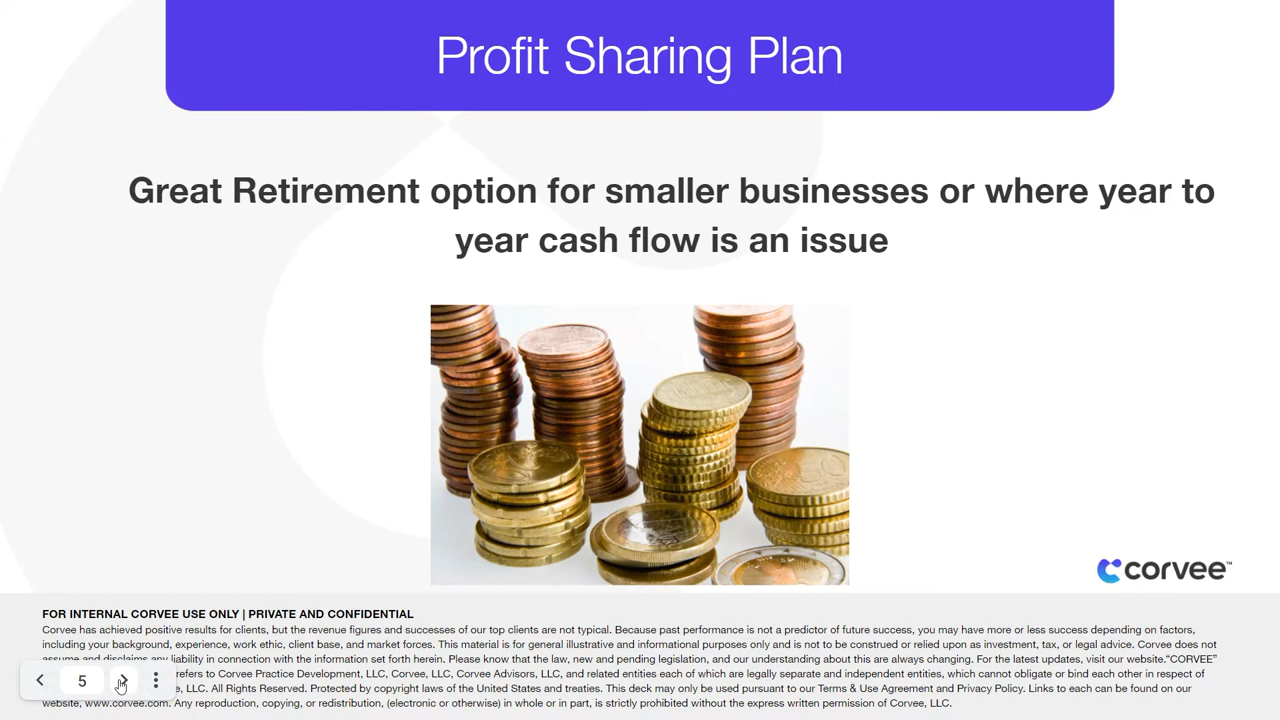 Profit Sharing Plan
Great Retirement option for smaller businesses or where year to
year cash flow is an issue
corvee™
FOR INTERNAL CORVEE USE ONLY | PRIVATE AND CONFIDENTIAL
Corvee has achieved positive results for clients, but the revenue figures and successes of our top clients are not typical. Because past performance is not a predictor of future success, you may have more or less success depending on factors,
including your background, experience, work ethic, client base, and market forces. This material is for general illustrative and informational purposes only and is not to be construed or relied upon as investment, tax, or legal advice. Corvee does not
assume and disclaims any liability in connection with the information set forth herein. Please know that the law, new and pending legislation, and our understanding about this are always changing. For the latest updates, visit our website."CORVEE"
refers to Corvee Practice Development, LLC, Corvee, LLC, Corvee Advisors, LLC, and related entities each of which are legally separate and independent entities, which cannot obligate or bind each other in respect of
5
LLC. All Rights Reserved. Protected by copyright laws of the United States and treaties. This deck may only be used pursuant to our Terms & Use Agreement and Privacy Policy. Links to each can be found on our
website, www.corvee.com. Any reproduction, copying, or redistribution, (electronic or otherwise) in whole or in part, is strictly prohibited without the express written permission of Corvee, LLC.